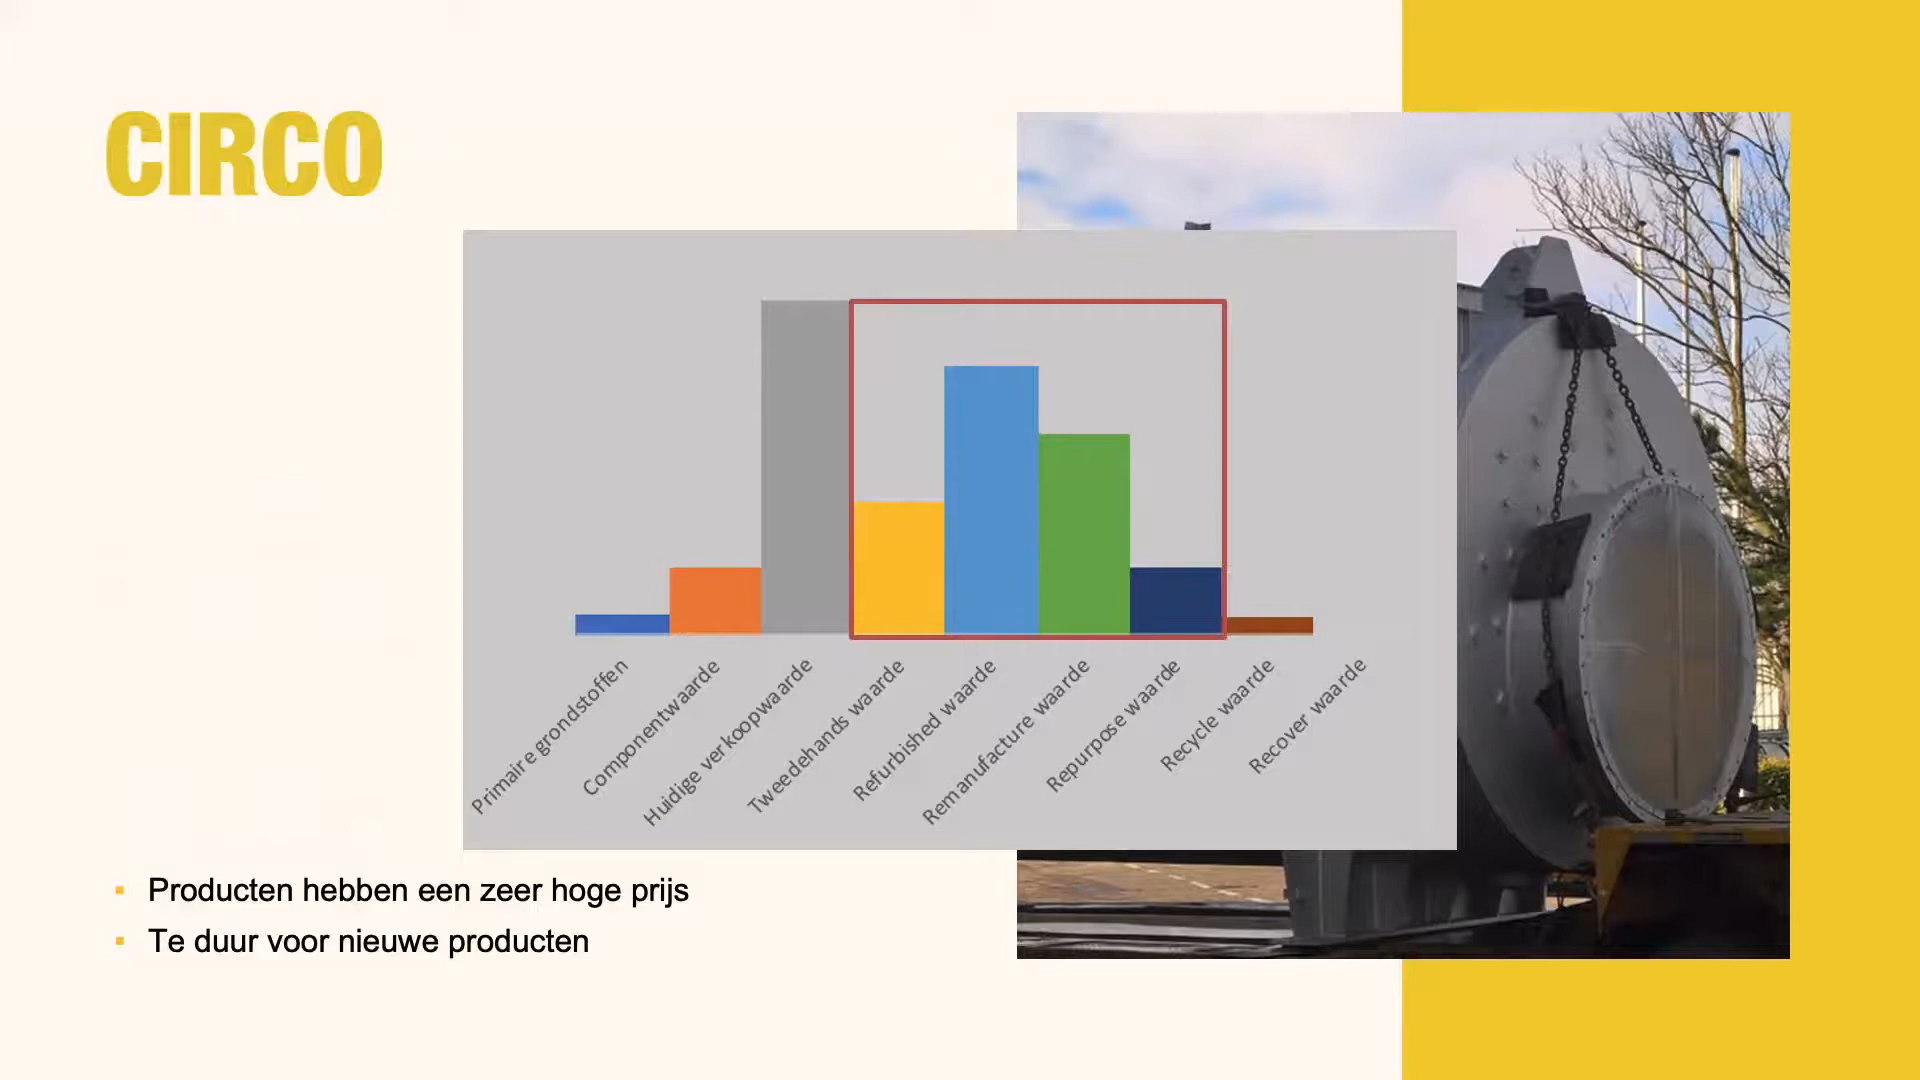 CIRCO
Primaire grondstoffen
Componentwaarde
Huidige verkoopwaarde
Tweedehands waarde
Refurbished waarde
Remanufacture waarde
Repurpose waarde
Recycle waarde
Recover waarde
Producten hebben een zeer hoge prijs
Te duur voor nieuwe producten